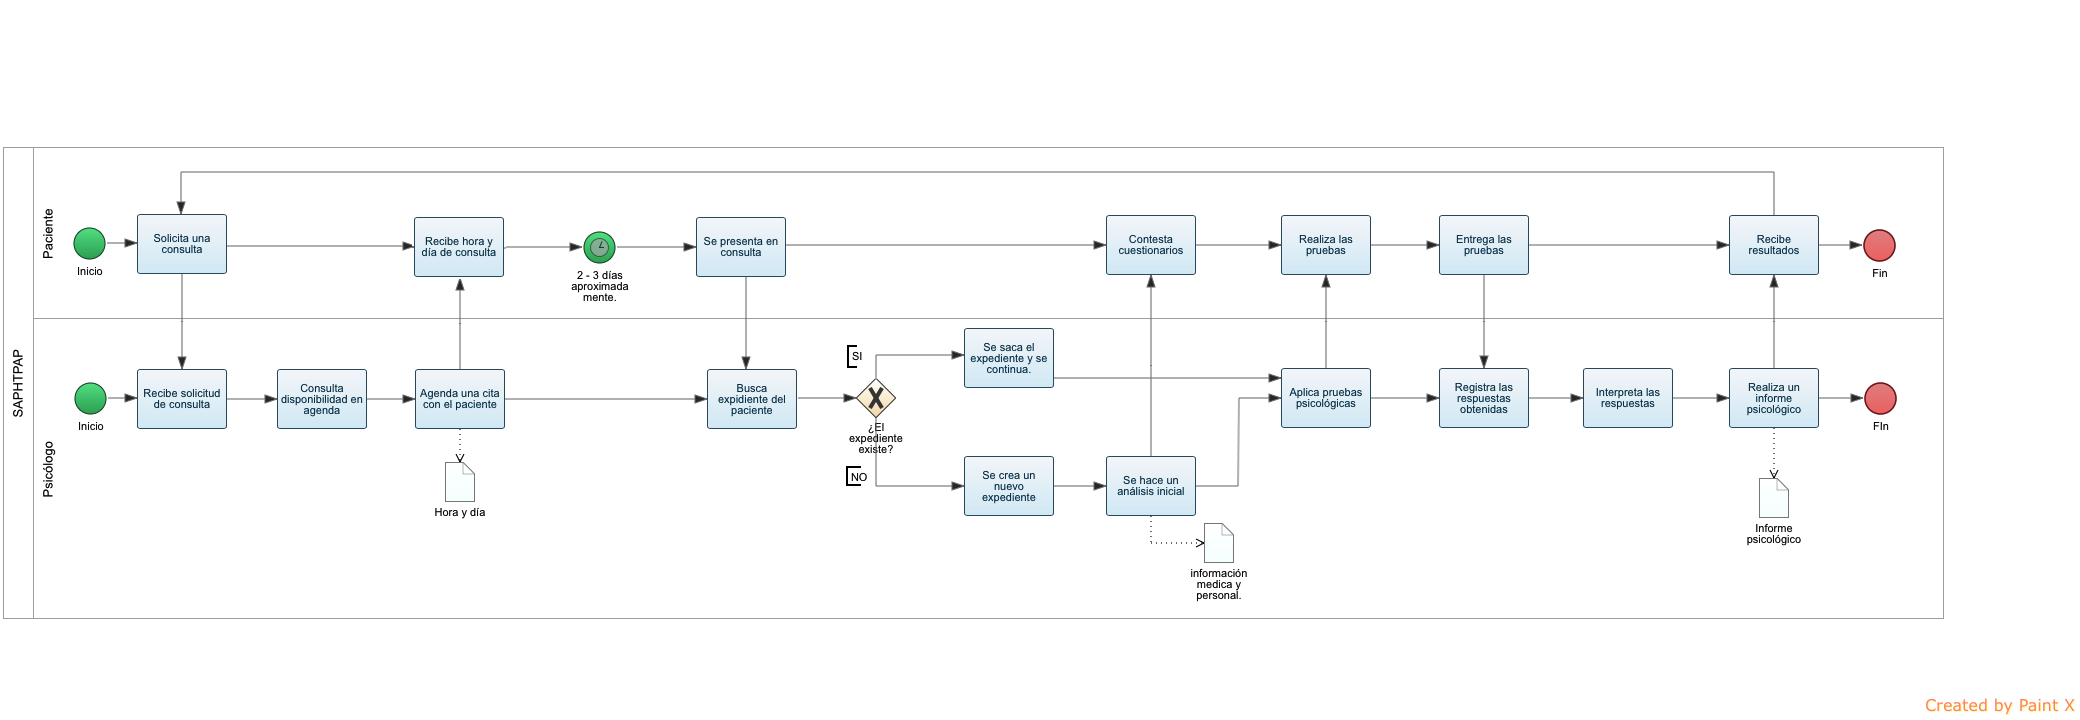 SAPHTPAP
Paciente
Inicio
Solicita una
consulta
Recibe hora y
día de consulta
2 - 3 días
aproximada
mente.
Se presenta en
consulta
Contesta
cuestionarios
Realiza las
pruebas
Entrega las
pruebas
Recibe
resultados
Fin
Psicólogo
Inicio
Recibe solicitud
de consulta
Consulta
disponibilidad en
agenda
Agenda una cita
con el paciente
Hora y día
Busca
expidiente del
paciente
¿El
expediente
existe?
SI
Se saca el
expediente y se
continua.
NO
Se crea un
nuevo
expediente
Se hace un
análisis inicial
información
medica y
personal.
Aplica pruebas
psicológicas
Registra las
respuestas
obtenidas
Interpreta las
respuestas
Realiza un
informe
psicológico
Informe
psicológico
FIn
Created by Paint X